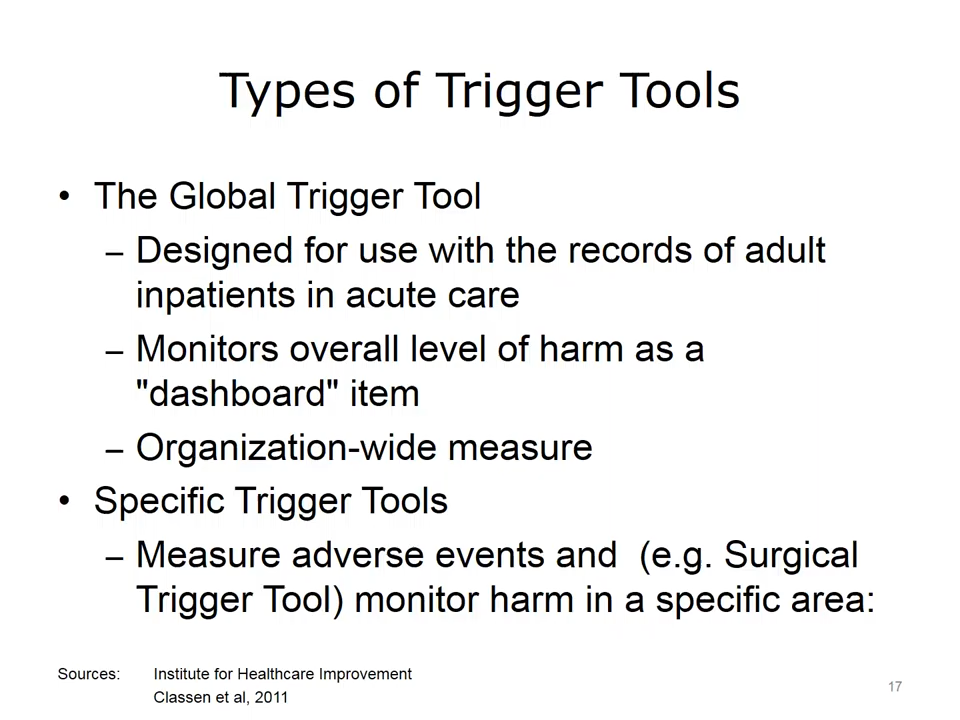 Types of Trigger Tools
• The Global Trigger Tool
– Designed for use with the records of adult
inpatients in acute care
– Monitors overall level of harm as a
"dashboard" item
– Organization-wide measure
• Specific Trigger Tools
– Measure adverse events and  (e.g. Surgical
Trigger Tool) monitor harm in a specific area:
Sources: Institute for Healthcare Improvement
Classen et al, 2011
17